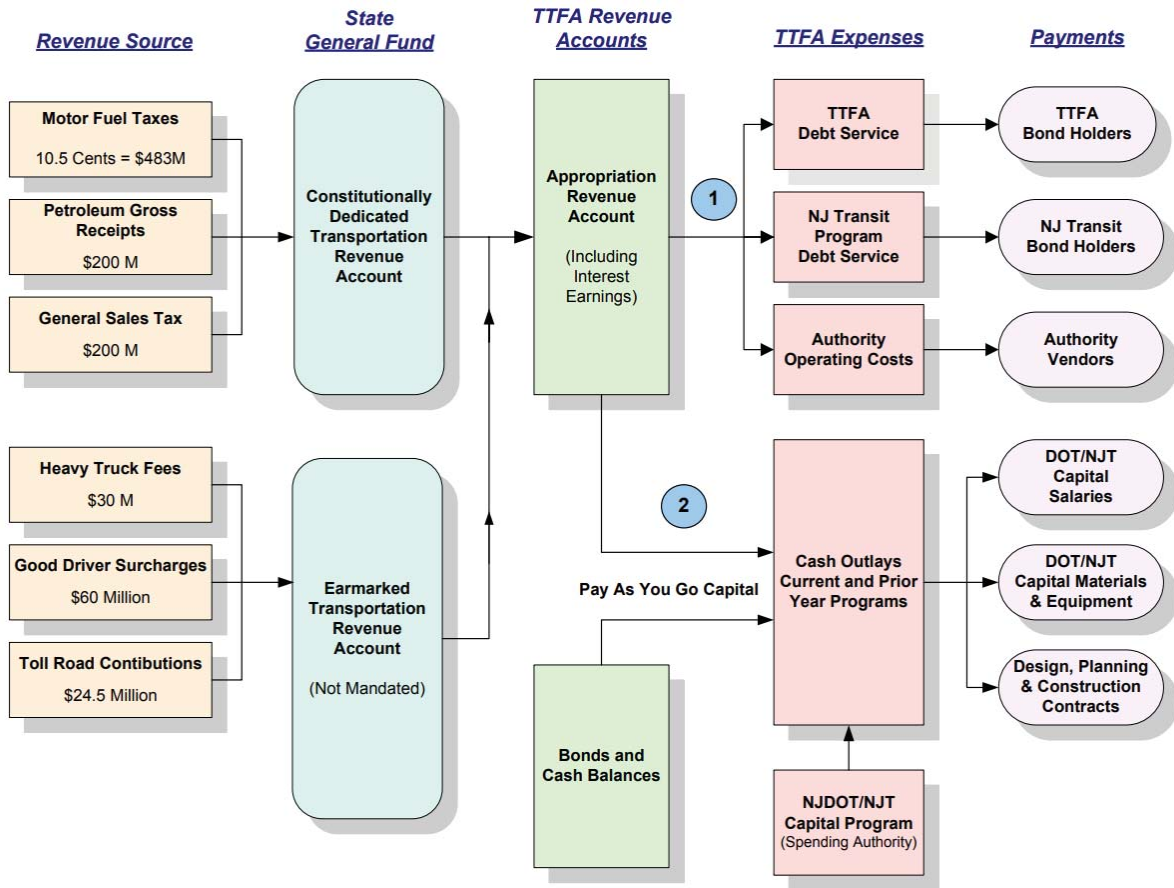 Revenue Source
State
General Fund
TTFA Revenue
Accounts
TTFA Expenses
Payments
Motor Fuel Taxes
10.5 Cents = $483M
Petroleum Gross
Receipts
$200 M
General Sales Tax
$200 M
Heavy Truck Fees
$30 M
Good Driver Surcharges
$60 Million
Toll Road Contibutions
$24.5 Million
Constitutionally
Dedicated
Transportation
Revenue
Account
Earmarked
Transportation
Revenue
Account
(Not Mandated)
Appropriation
Revenue
Account
(Including
Interest
Earnings)
1
2
Pay As You Go Capital
Bonds and
Cash Balances
TTFA
Debt Service
NJ Transit
Program
Debt Service
Authority
Operating Costs
Cash Outlays
Current and Prior
Year Programs
NJDOT/NJT
Capital Program
(Spending Authority)
TTFA
Bond Holders
NJ Transit
Bond Holders
Authority
Vendors
DOT/NJT
Capital
Salaries
DOT/NJT
Capital Materials
& Equipment
Design, Planning
& Construction
Contracts